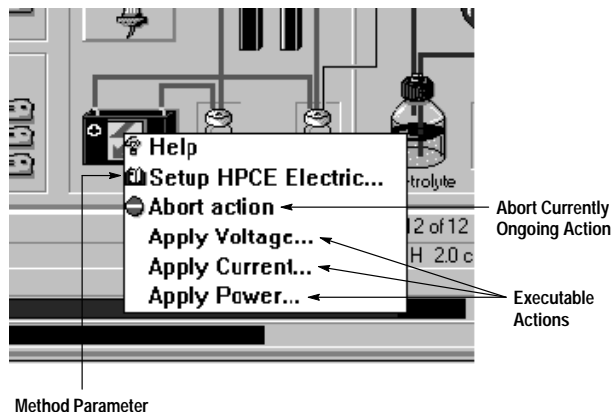 Help
Setup HPCE Electric...
trolyte
Abort action
Abort Currently
Ongoing Action
12 of 12
Apply Voltage...
H 2.0 c
Apply Current...
Apply Power...
Executable
Actions
Method Parameter